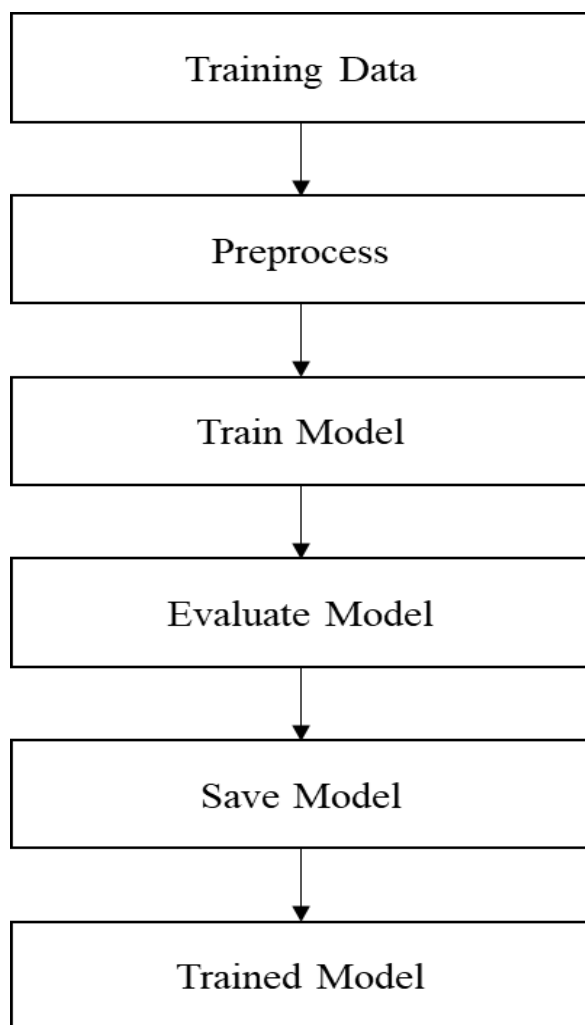 Training Data
Preprocess
Train Model
Evaluate Model
Save Model
Trained Model